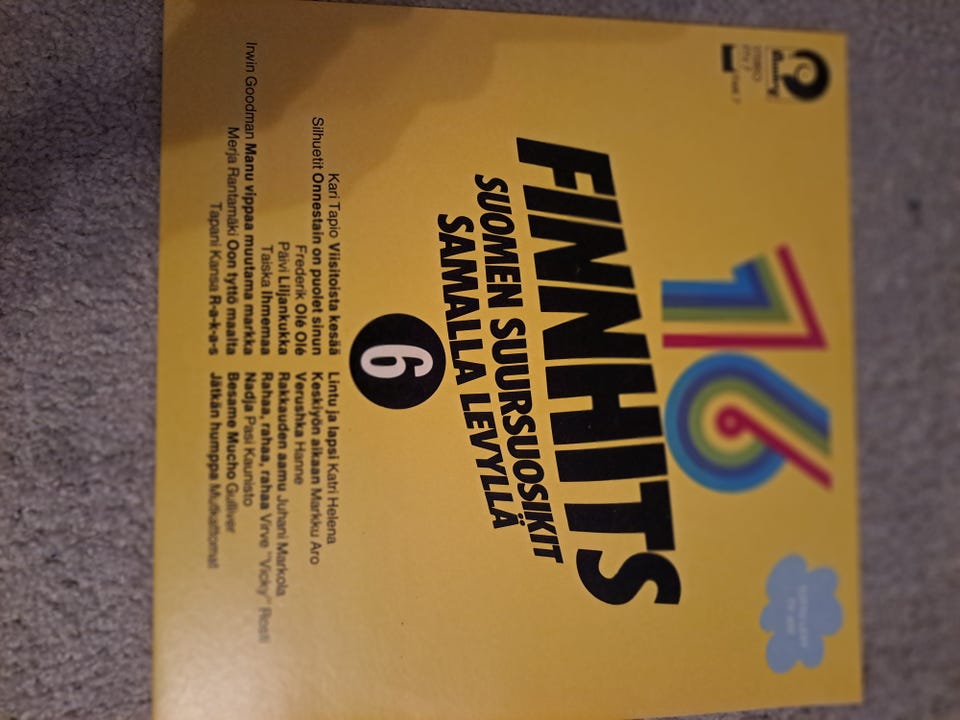 STEREO
16
FINNHITS
SUOMEN SUURSUOSIKIT
SAMALLA LEVYLLÄ
6
Kari Tapio Viisitoista kesää
Silhuetit Onnestain on puolet sinun
Frederik Olé Olé
Päivi Liljankukka
Taiska Ihmemaa
Irwin Goodman Manu vippaa muutama markka
Merja Rantamäki Oon tyttö maalta
Tapani Kansa R-a-k-a-s
Lintu ja lapsi Katri Helena
Keskiyön aikaan Markku Aro
Verushka Hanne
Rakkauden aamu Juhani Markola
Rahaa, rahaa, rahaa Virve "Vicky" Rosti
Nadja Pasi Kaunisto
Besame Mucho Gulliver
Jätkän humppa Mutkattomat